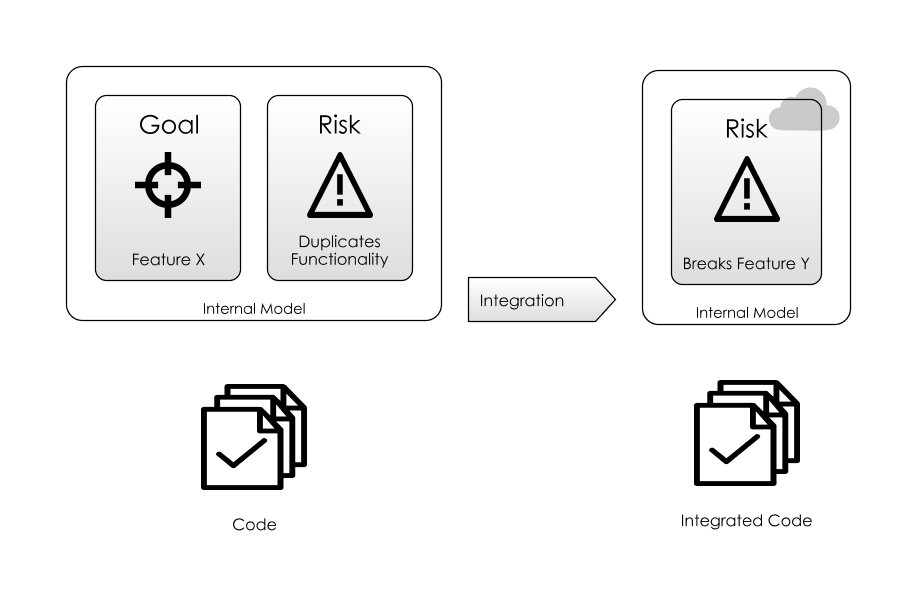 Goal
Feature X
Risk
Duplicates
Functionality
Internal Model
Integration
Risk
Breaks Feature Y
Internal Model
Code
Integrated Code